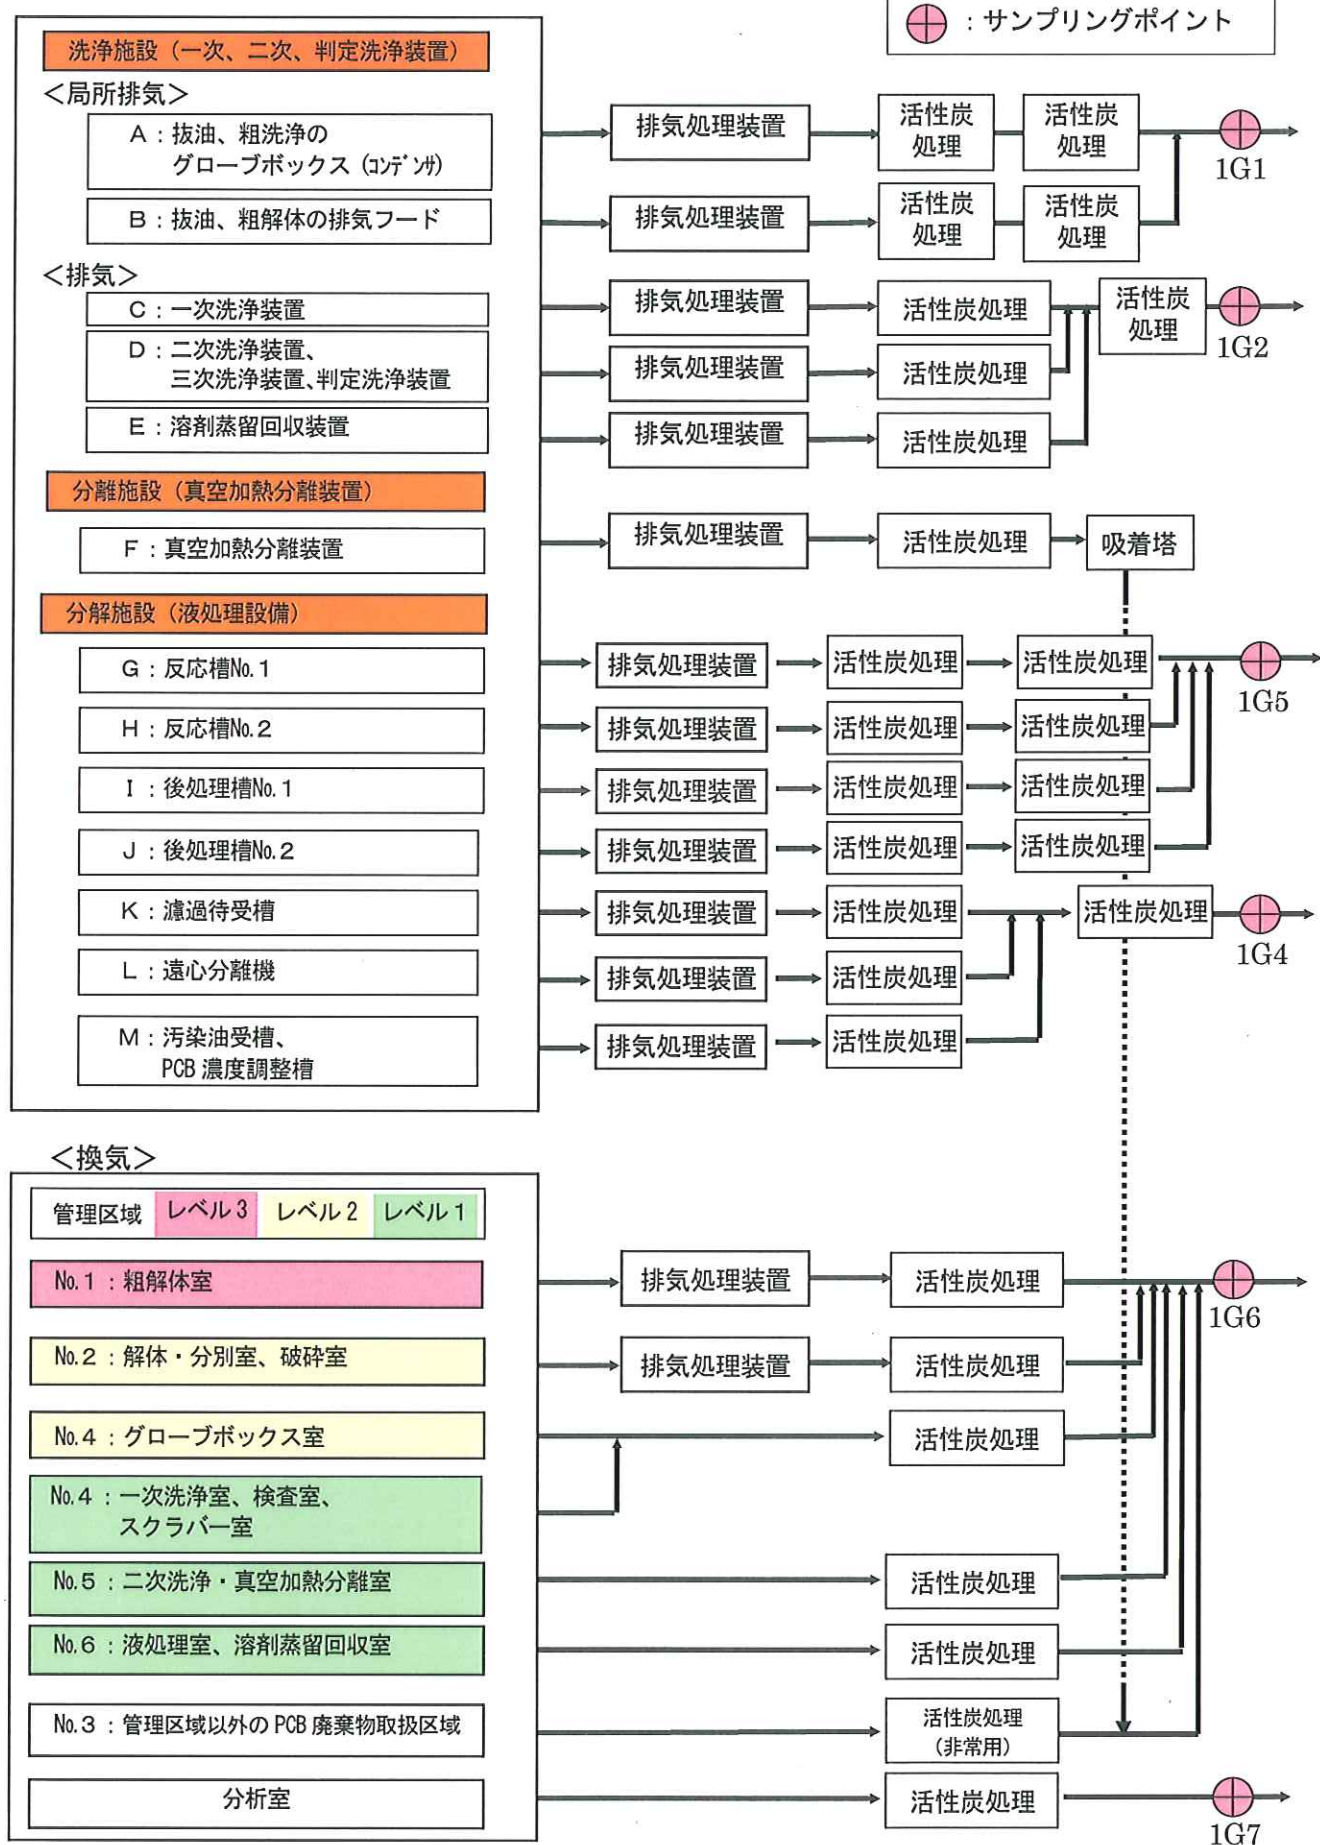 ：サンプリングポイント
洗浄施設（一次、二次、判定洗浄装置）
＜局所排気＞
A：抜油、粗洗浄の
グローブボックス（ｺﾝﾃﾞﾝｻ）
排気処理装置
活性炭
処理
活性炭
処理
1G1
B：抜油、粗解体の排気フード
排気処理装置
活性炭
処理
活性炭
処理
＜排気＞
C：一次洗浄装置
排気処理装置
活性炭処理
活性炭
処理
1G2
D：二次洗浄装置、
三次洗浄装置、判定洗浄装置
排気処理装置
活性炭処理
E：溶剤蒸留回収装置
排気処理装置
活性炭処理
分離施設（真空加熱分離装置）
F：真空加熱分離装置
排気処理装置
活性炭処理
吸着塔
分解施設（液処理設備）
G：反応槽No.1
排気処理装置
活性炭処理
活性炭処理
1G5
H：反応槽No.2
排気処理装置
活性炭処理
活性炭処理
I：後処理槽No.1
排気処理装置
活性炭処理
活性炭処理
J：後処理槽No.2
排気処理装置
活性炭処理
活性炭処理
K：濾過待受槽
排気処理装置
活性炭処理
活性炭処理
1G4
L：遠心分離機
排気処理装置
活性炭処理
M：汚染油受槽、
PCB濃度調整槽
排気処理装置
活性炭処理
＜換気＞
管理区域 レベル3 レベル2 レベル1
No.1：粗解体室
排気処理装置
活性炭処理
1G6
No.2：解体・分別室、破砕室
排気処理装置
活性炭処理
No.4：グローブボックス室
活性炭処理
No.4：一次洗浄室、検査室、
スクラバー室
No.5：二次洗浄・真空加熱分離室
活性炭処理
No.6：液処理室、溶剤蒸留回収室
活性炭処理
No.3：管理区域以外のPCB廃棄物取扱区域
活性炭処理
（非常用）
分析室
活性炭処理
1G7